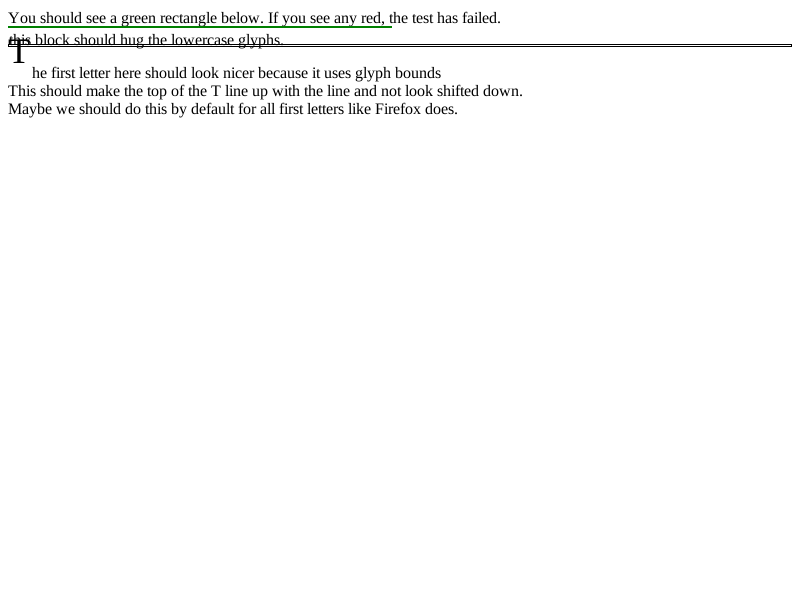 You should see a green rectangle below. If you see any red, the test has failed.
this block should hug the lowercase glyphs.
The first letter here should look nicer because it uses glyph bounds
This should make the top of the T line up with the line and not look shifted down.
Maybe we should do this by default for all first letters like Firefox does.